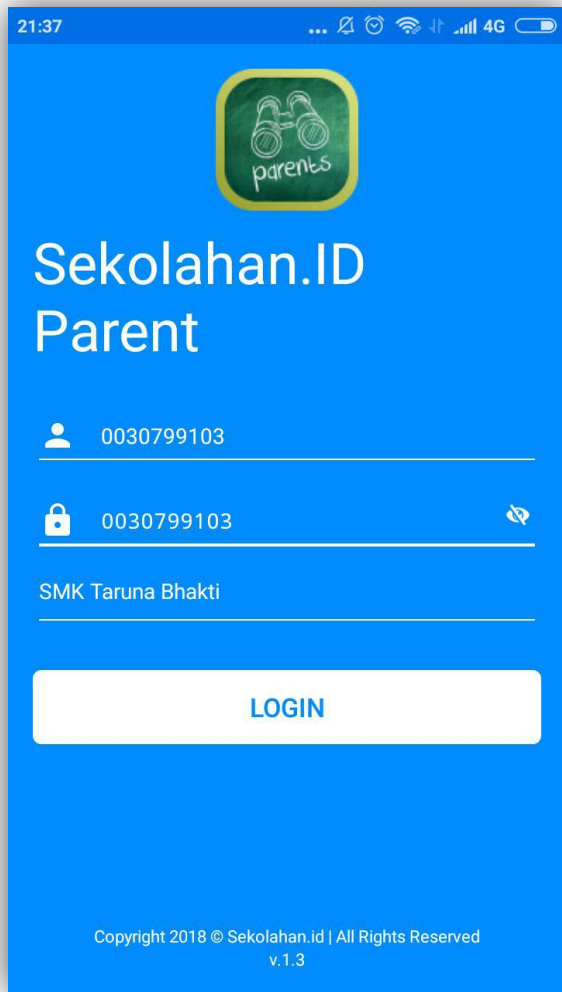 21:37
... 4G
parents
Sekolahan.ID
Parent
0030799103
0030799103
SMK Taruna Bhakti
LOGIN
Copyright 2018 © Sekolahan.id | All Rights Reserved
v.1.3